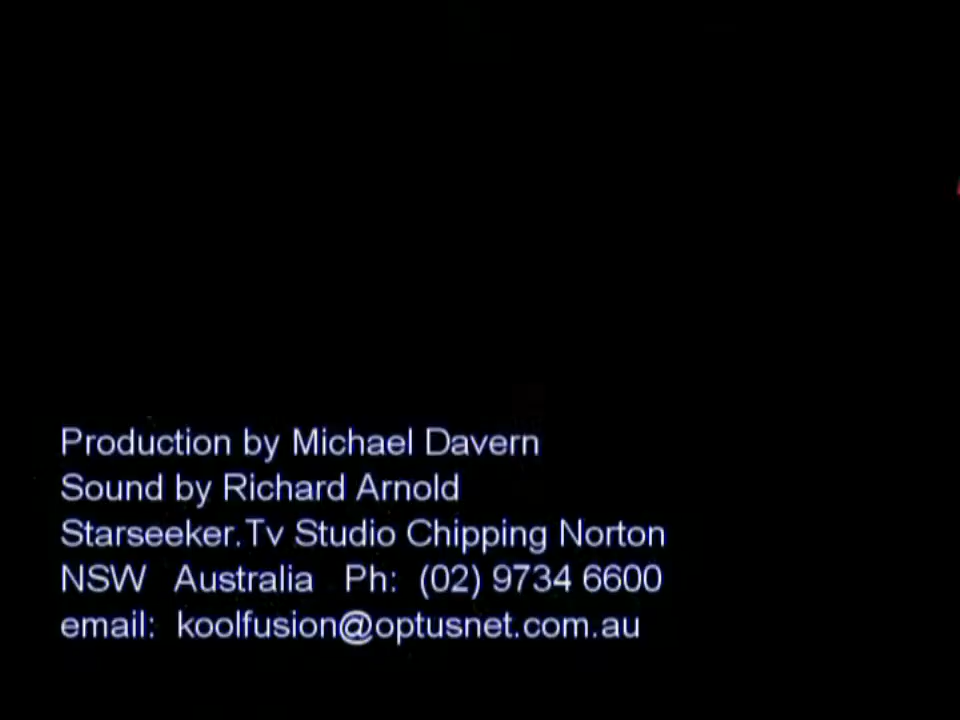 Production by Michael Davern
Sound by Richard Arnold
Starseeker.Tv Studio Chipping Norton
NSW Australia Ph: (02) 9734 6600
email: koolfusion@optusnet.com.au